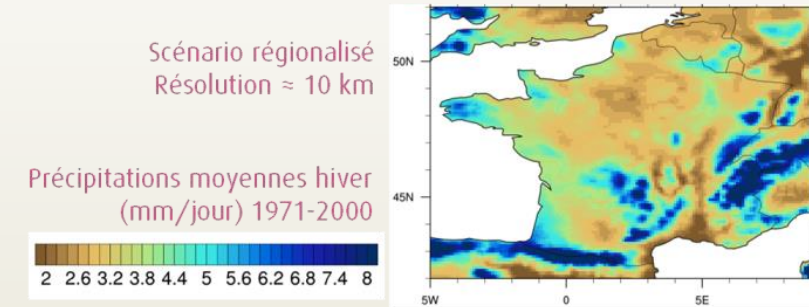 Scénario régionalisé
Résolution ≈ 10 km
Précipitations moyennes hiver
(mm/jour) 1971-2000
2 2.6 3.2 3.8 4.4 5 5.6 6.2 6.8 7.4 8
50N
45N
5W 0 5E